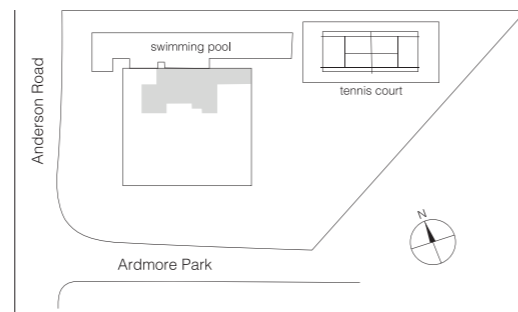 swimming pool
tennis court
Anderson Road
N
Ardmore Park